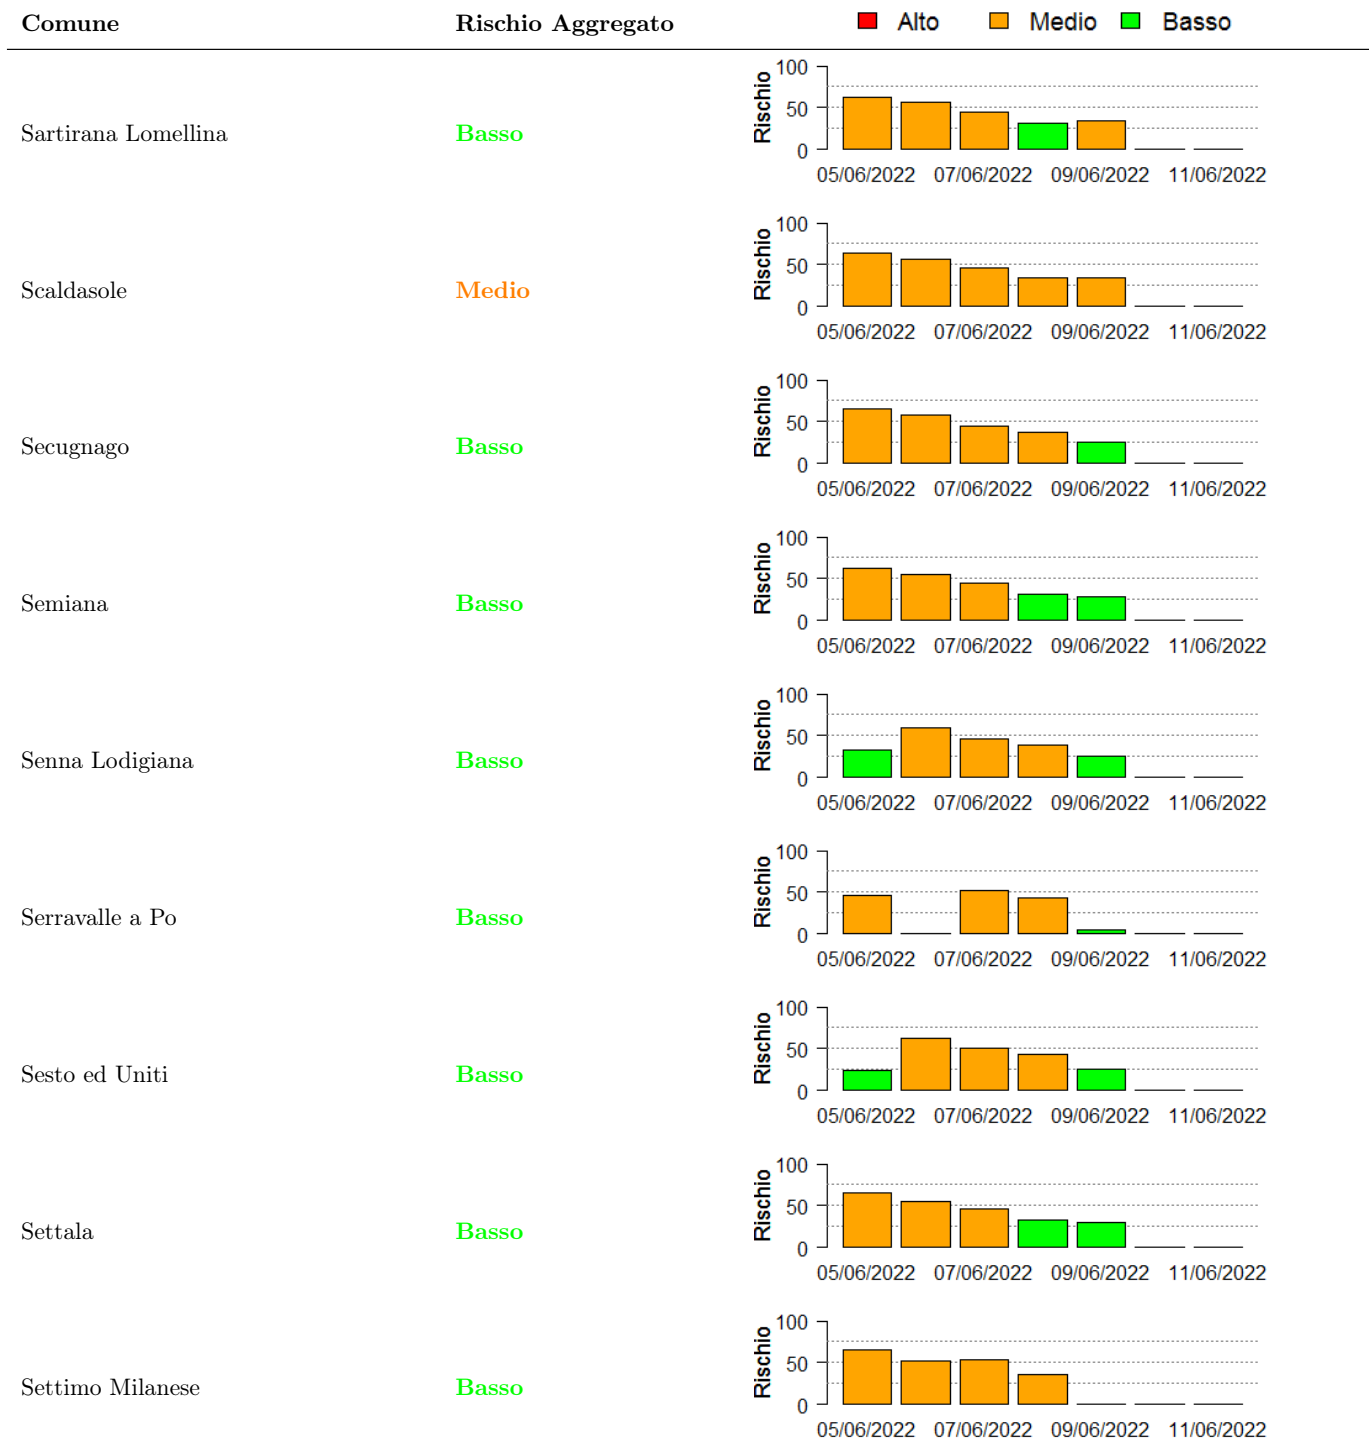 Comune Rischio Aggregato Alto Medio Basso
100
50
0
Rischio
Sartirana Lomellina Basso
05/06/2022 07/06/2022 09/06/2022 11/06/2022
100
50
0
Rischio
Scaldasole Medio
05/06/2022 07/06/2022 09/06/2022 11/06/2022
100
50
0
Rischio
Secugnago Basso
05/06/2022 07/06/2022 09/06/2022 11/06/2022
100
50
0
Rischio
Semiana Basso
05/06/2022 07/06/2022 09/06/2022 11/06/2022
100
50
0
Rischio
Senna Lodigiana Basso
05/06/2022 07/06/2022 09/06/2022 11/06/2022
100
50
0
Rischio
Serravalle a Po Basso
05/06/2022 07/06/2022 09/06/2022 11/06/2022
100
50
0
Rischio
Sesto ed Uniti Basso
05/06/2022 07/06/2022 09/06/2022 11/06/2022
100
50
0
Rischio
Settala Basso
05/06/2022 07/06/2022 09/06/2022 11/06/2022
100
50
0
Rischio
Settimo Milanese Basso
05/06/2022 07/06/2022 09/06/2022 11/06/2022